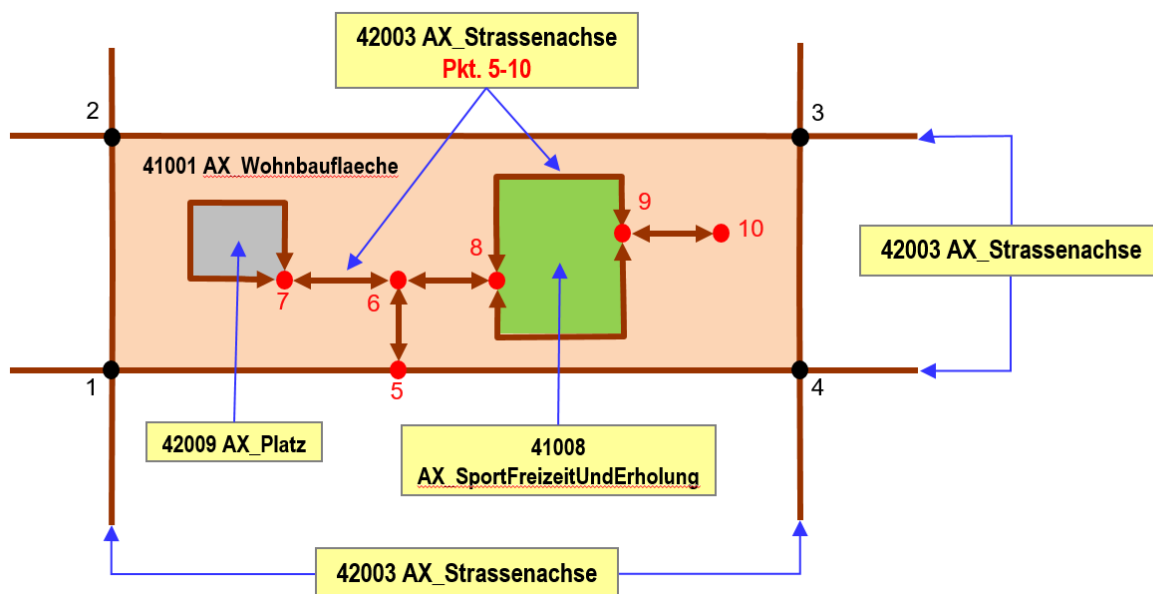 42003 AX_Strassenachse
Pkt. 5-10
2
3
41001 AX_Wohnbauflaeche
9
10
8
42003 AX_Strassenachse
7
6
1
5
4
42009 AX_Platz
41008
AX_SportFreizeitUndErholung
42003 AX_Strassenachse